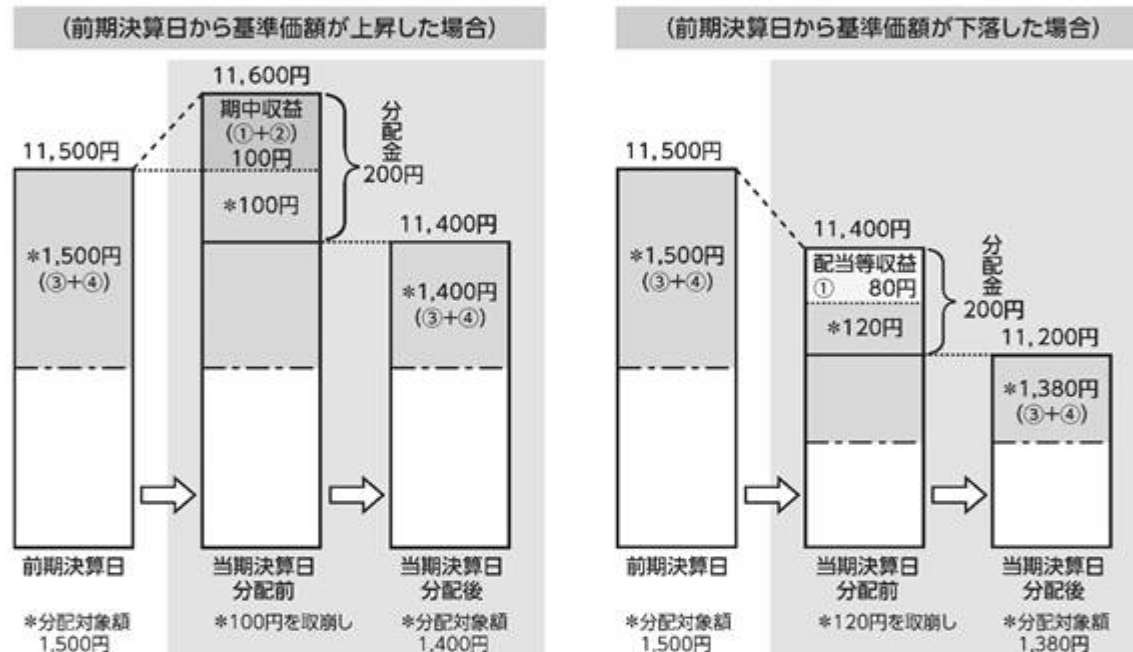 (前期決算日から基準価額が上昇した場合)
11,600円
期中収益
(①+②)
100円
分配金
200円
11,500円
*100円
11,400円
*1,500円
(③+④)
*1,400円
(③+④)
前期決算日
当期決算日
分配前
当期決算日
分配後
*分配対象額
1,500円
*100円を取崩し
*分配対象額
1,400円
(前期決算日から基準価額が下落した場合)
11,500円
11,400円
配当等収益
① 80円
分配金
200円
*120円
11,200円
*1,500円
(③+④)
*1,380円
(③+④)
前期決算日
当期決算日
分配前
当期決算日
分配後
*分配対象額
1,500円
*120円を取崩し
*分配対象額
1,380円